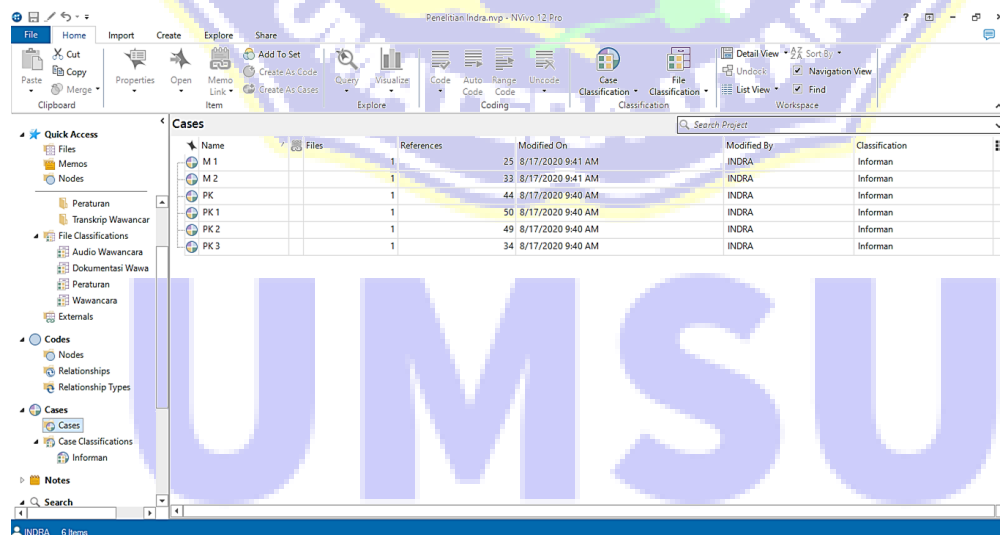 Penelitian Indra.nvp - NVivo 12 Pro
File Home Import Create Explore Share
Paste
Cut
Copy
Merge
Clipboard
Properties
Open
Memo Link
Add To Set
Create As Code
Create As Cases
Item
Query
Visualize
Explore
Code
Auto Code
Range Code
Uncode
Coding
Case Classification
File Classification
Classification
Detail View
Sort By
Undock
Navigation View
List View
Find
Workspace
Quick Access
Files
Memos
Nodes
Peraturan
Transkrip Wawancar
File Classifications
Audio Wawancara
Dokumentasi Wawa
Peraturan
Wawancara
Externals
Codes
Nodes
Relationships
Relationship Types
Cases
Cases
Case Classifications
Informan
Notes
Search
Cases
Search Project
Name Files References Modified On Modified By Classification
M 1 1 25 8/17/2020 9:41 AM INDRA Informan
M 2 1 33 8/17/2020 9:41 AM INDRA Informan
PK 1 44 8/17/2020 9:40 AM INDRA Informan
PK 1 1 50 8/17/2020 9:40 AM INDRA Informan
PK 2 1 49 8/17/2020 9:40 AM INDRA Informan
PK 3 1 34 8/17/2020 9:40 AM INDRA Informan
UMSU
INDRA 6 Items